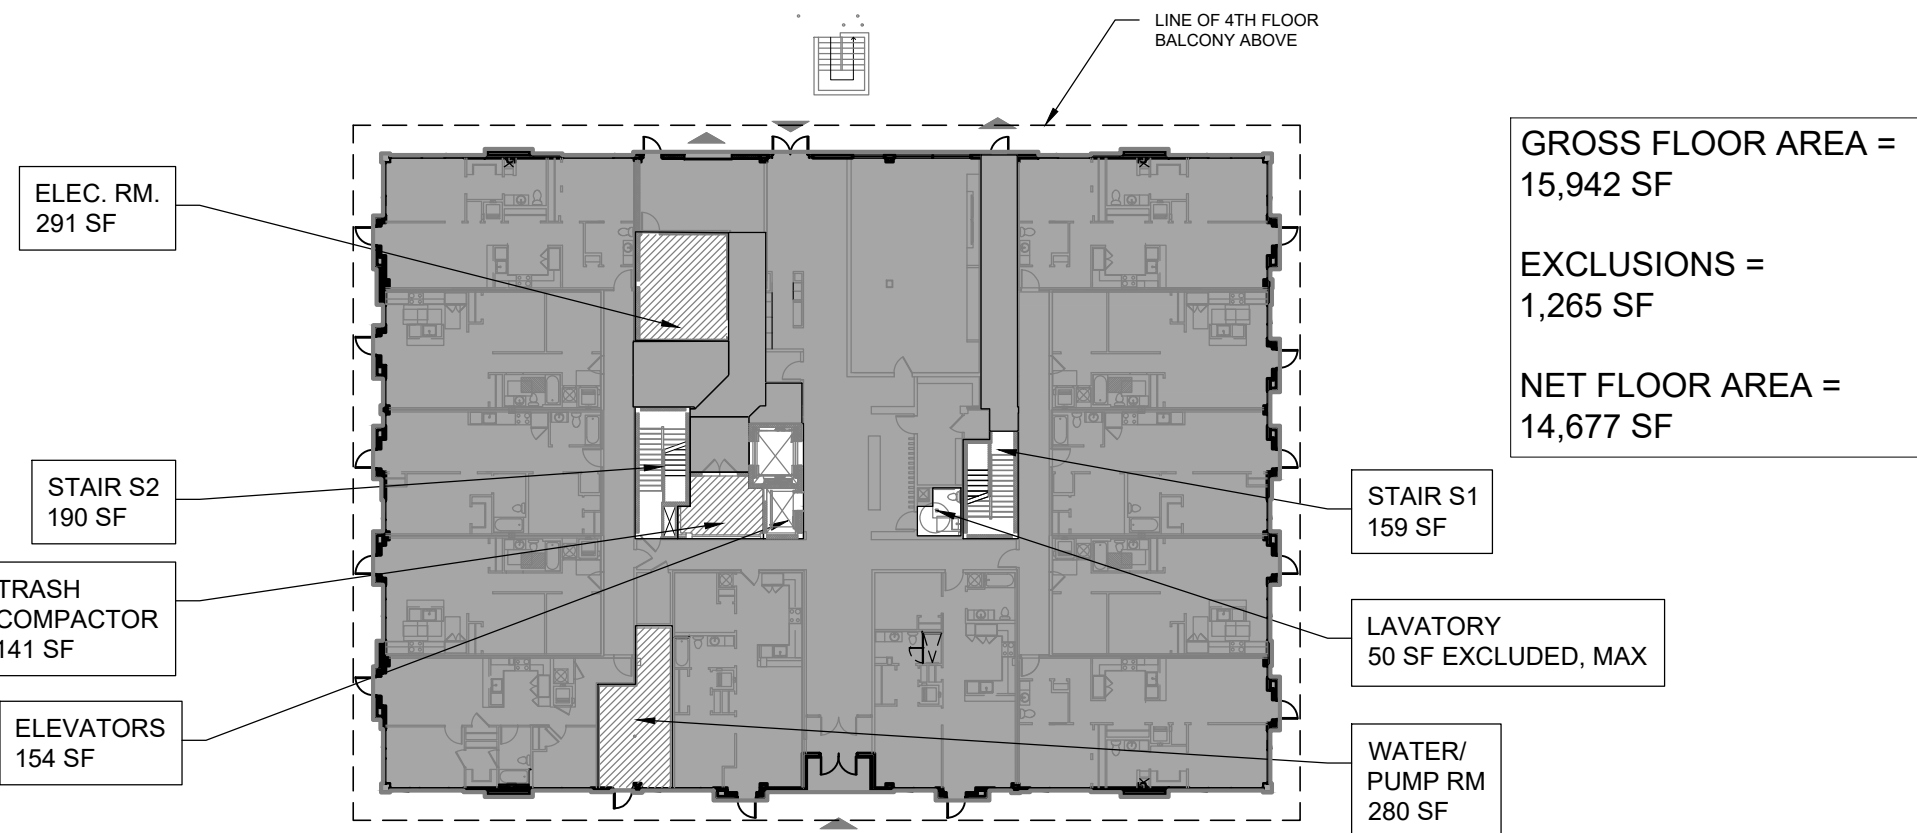 LINE OF 4TH FLOOR
BALCONY ABOVE
GROSS FLOOR AREA =
15,942 SF
EXCLUSIONS =
1,265 SF
NET FLOOR AREA =
14,677 SF
ELEC. RM.
291 SF
STAIR S2
190 SF
TRASH
COMPACTOR
141 SF
ELEVATORS
154 SF
STAIR S1
159 SF
LAVATORY
50 SF EXCLUDED, MAX
WATER/
PUMP RM
280 SF